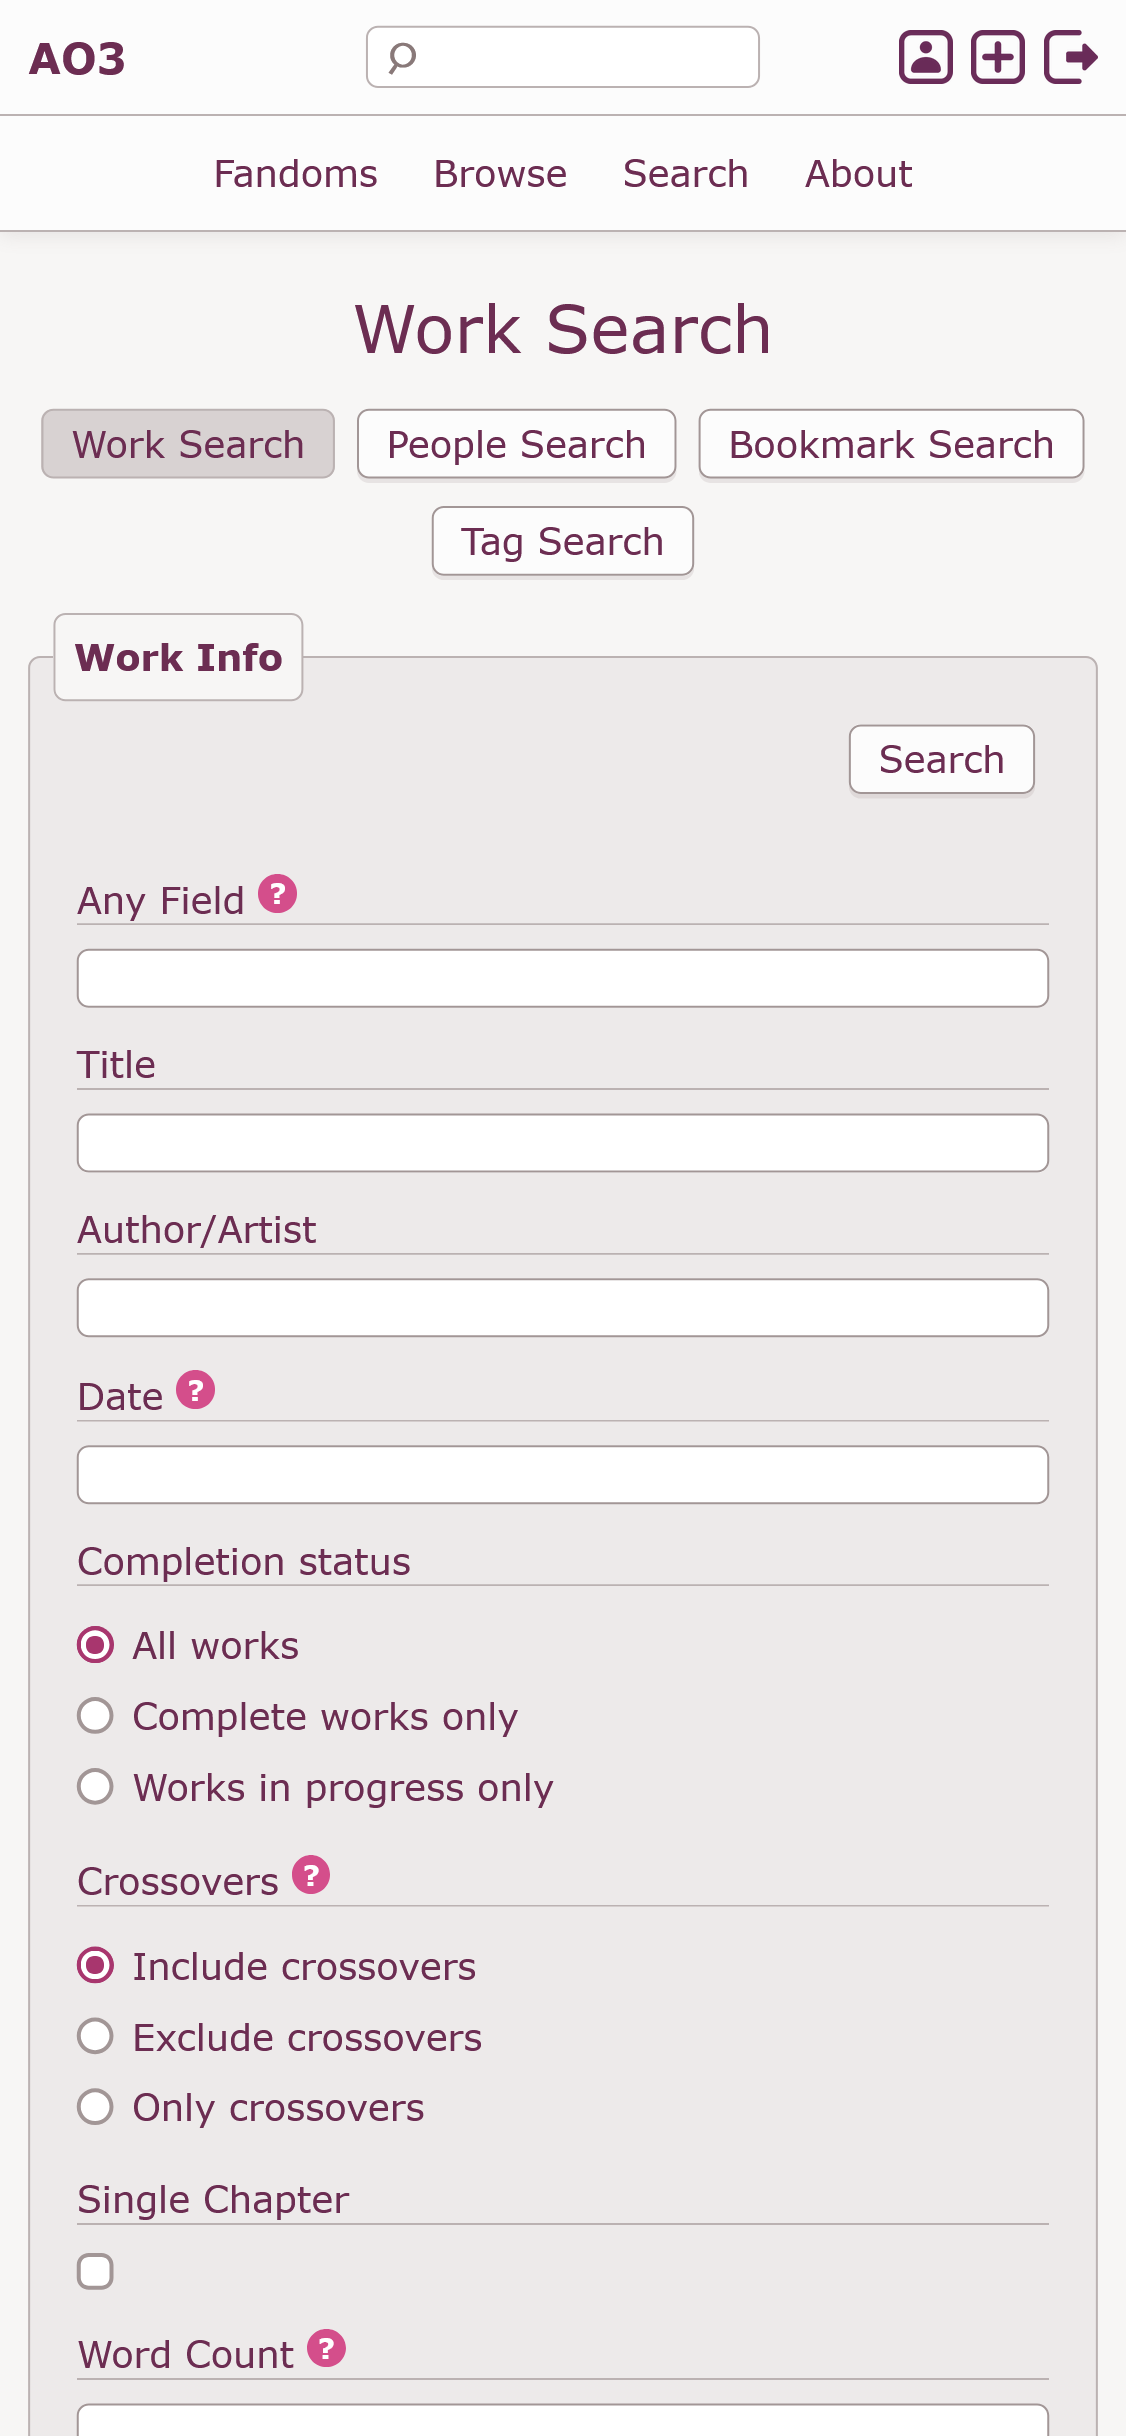 AO3
Fandoms Browse Search About
Work Search
Work Search People Search Bookmark Search
Tag Search
Work Info
Search
Any Field ?
Title
Author/Artist
Date ?
Completion status
All works
Complete works only
Works in progress only
Crossovers ?
Include crossovers
Exclude crossovers
Only crossovers
Single Chapter
Word Count ?